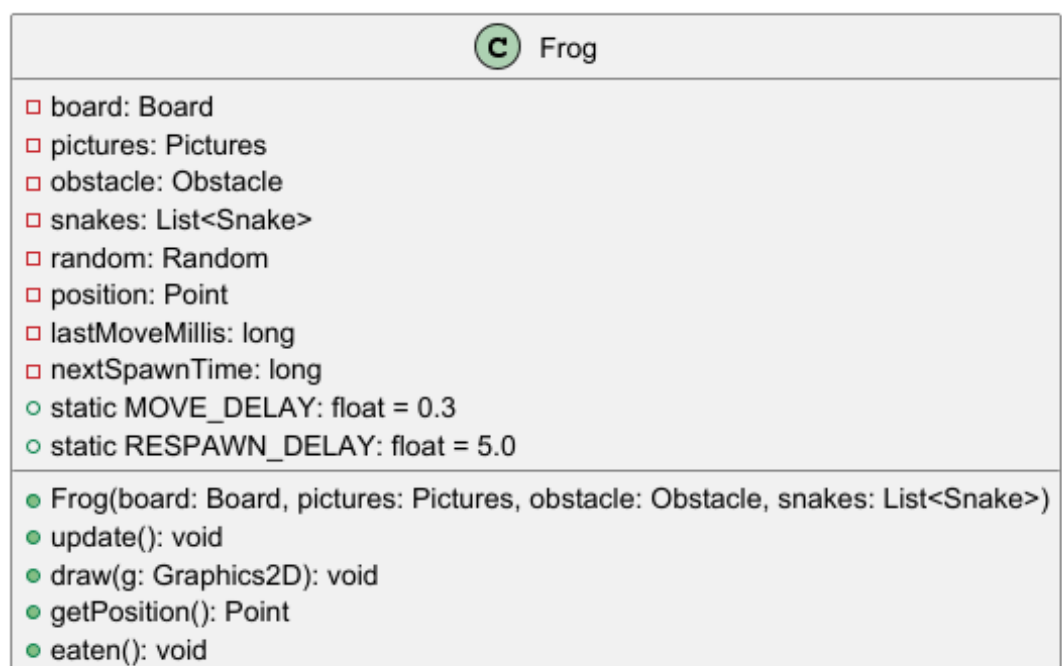 C Frog
board: Board
pictures: Pictures
obstacle: Obstacle
snakes: List<Snake>
random: Random
position: Point
lastMoveMillis: long
nextSpawnTime: long
static MOVE_DELAY: float = 0.3
static RESPAWN_DELAY: float = 5.0
Frog(board: Board, pictures: Pictures, obstacle: Obstacle, snakes: List<Snake>)
update(): void
draw(g: Graphics2D): void
getPosition(): Point
eaten(): void